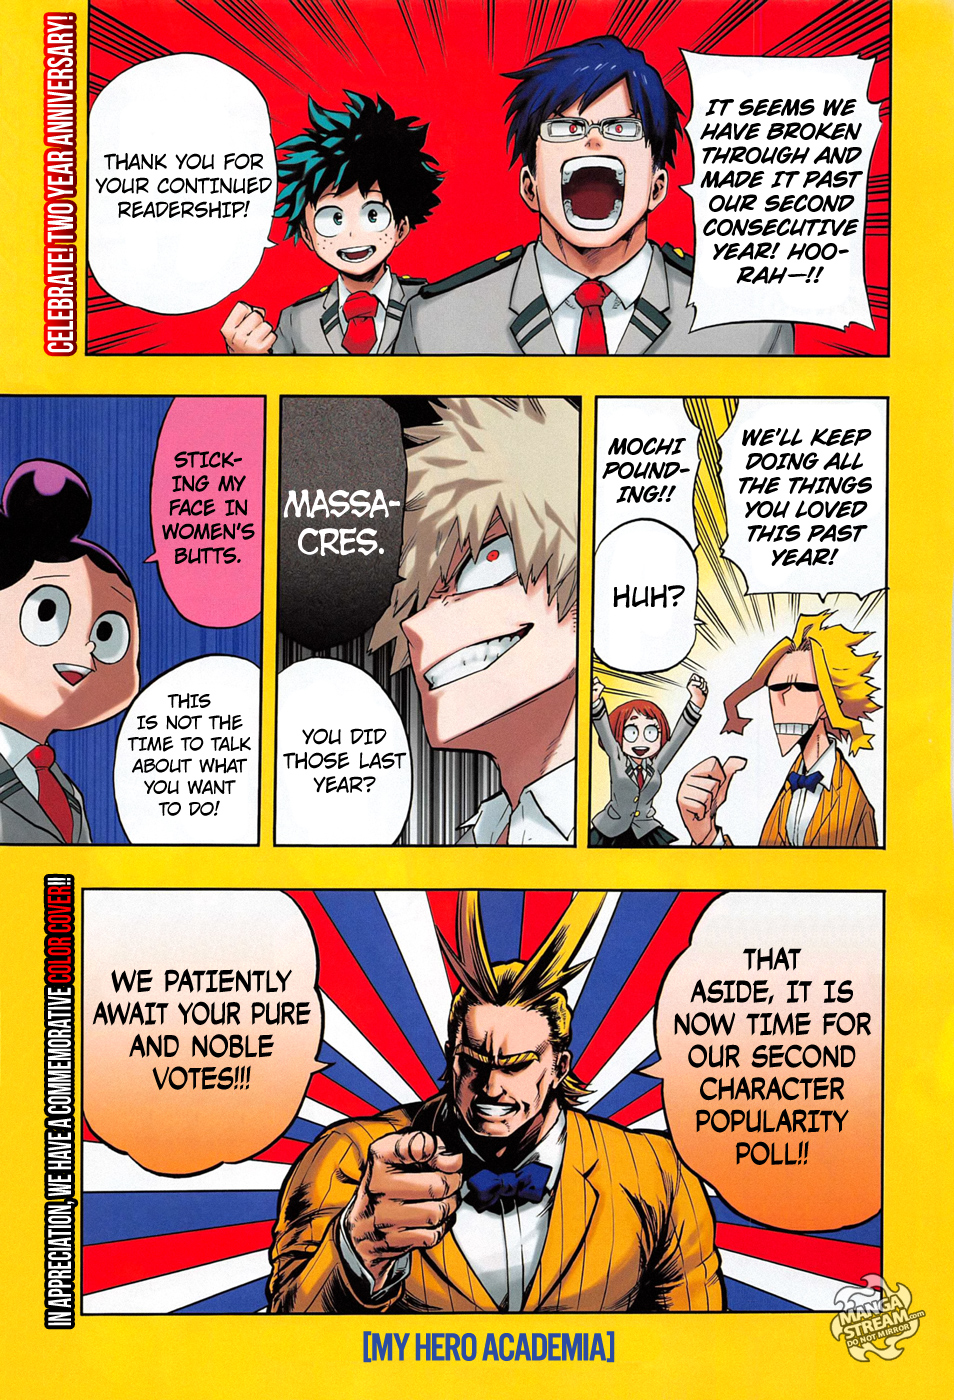 CELEBRATE! TWO YEAR ANNIVERSARY!
IT SEEMS WE
HAVE BROKEN
THROUGH AND
MADE IT PAST
OUR SECOND
CONSECUTIVE
YEAR! HOO-
RAH—!!
THANK YOU FOR
YOUR CONTINUED
READERSHIP!
WE'LL KEEP
DOING ALL
THE THINGS
YOU LOVED
THIS PAST
YEAR!
MOCHI
POUND-
ING!!
HUH?
MASSA-
CRES.
YOU DID
THOSE LAST
YEAR?
STICK-
ING MY
FACE IN
WOMEN'S
BUTTS.
THIS
IS NOT THE
TIME TO TALK
ABOUT WHAT
YOU WANT
TO DO!
IN APPRECIATION, WE HAVE A COMMEMORATIVE COLOR COVER!!
THAT
ASIDE, IT IS
NOW TIME FOR
OUR SECOND
CHARACTER
POPULARITY
POLL!!
WE PATIENTLY
AWAIT YOUR PURE
AND NOBLE
VOTES!!!
[MY HERO ACADEMIA]
MANGA
STREAM.com
DO NOT MIRROR